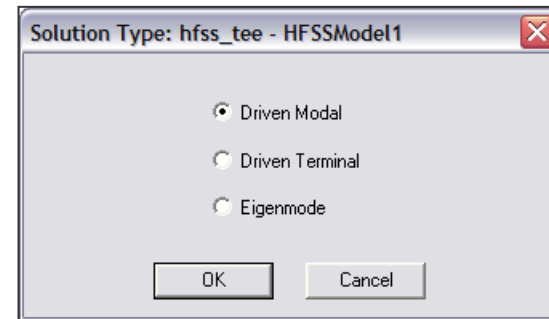 Solution Type: hfss_tee - HFSSModel1
Driven Modal
Driven Terminal
Eigenmode
OK Cancel